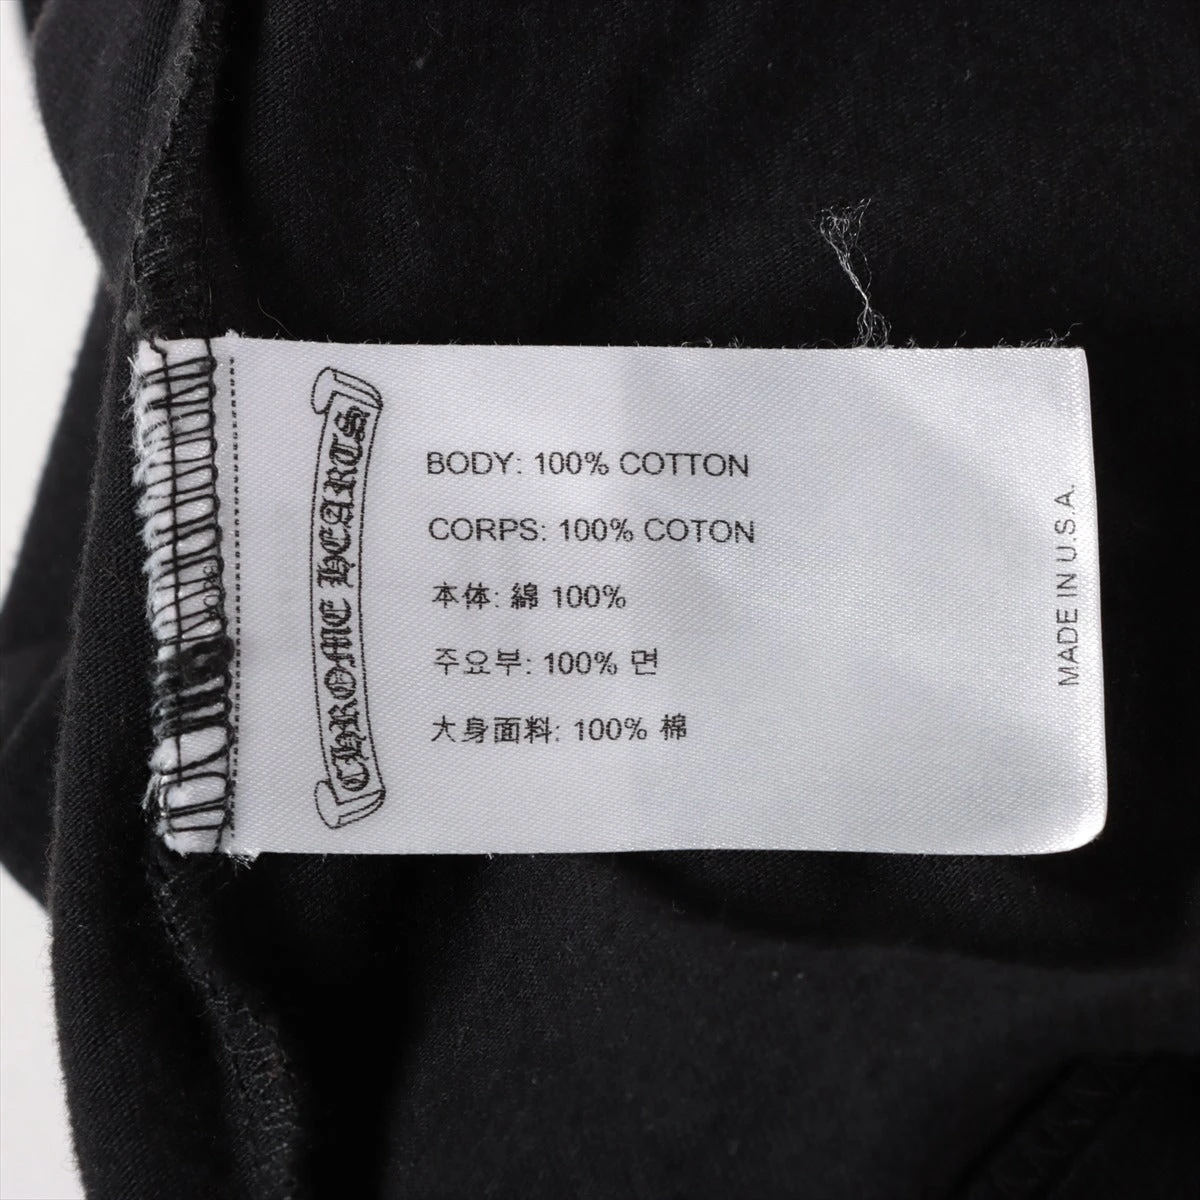 CHROME HEARTS
BODY: 100% COTTON
CORPS: 100% COTON
本体: 綿 100%
주요부: 100% 면
大身面料: 100% 棉
MADE IN U.S.A.